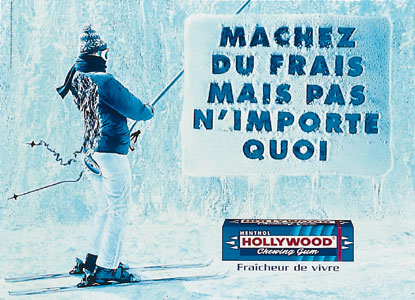 MACHEZ
DU FRAIS
MAIS PAS
N'IMPORTE
QUOI
MENTHOL
HOLLYWOOD
Chewing Gum
Fraîcheur de vivre